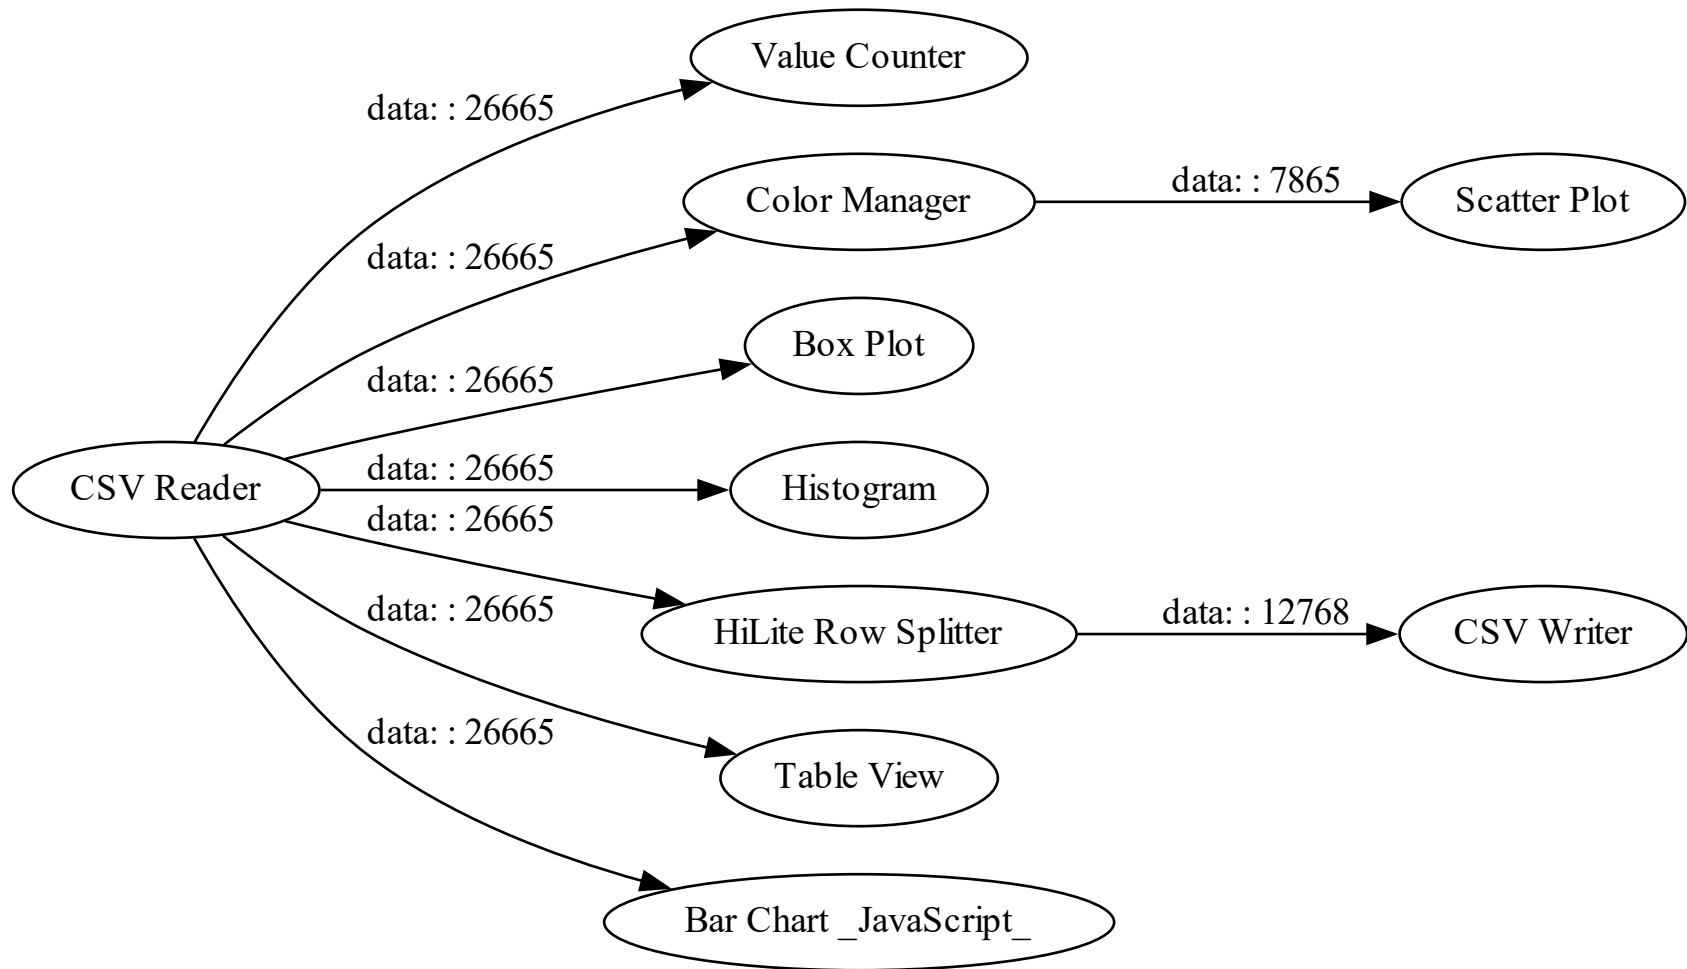 Value Counter
data: : 26665
Color Manager
data: : 7865
Scatter Plot
data: : 26665
Box Plot
data: : 26665
CSV Reader
data: : 26665
Histogram
data: : 26665
HiLite Row Splitter
data: : 12768
CSV Writer
data: : 26665
Table View
data: : 26665
Bar Chart _JavaScript_